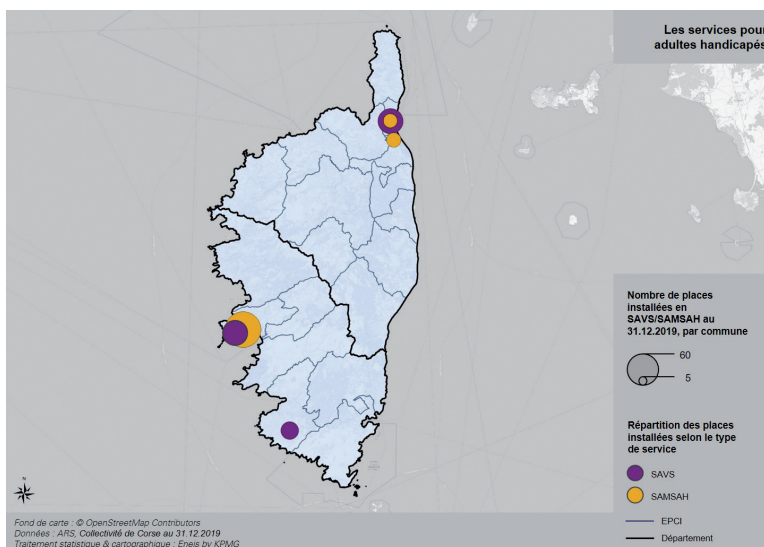 Les services pour
adultes handicapés
Nombre de places
installées en
SAVS/SAMSAH au
31.12.2019, par commune
60
5
Répartition des places
installées selon le type
de service
SAVS
SAMSAH
EPCI
Département
N
Fond de carte : © OpenStreetMap Contributors
Données : ARS, Collectivité de Corse au 31.12.2019
Traitement statistique & cartographique : Eneis by KPMG